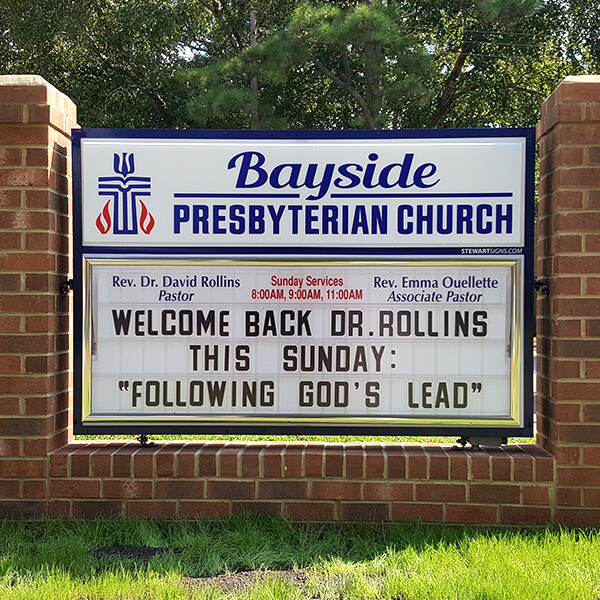 Bayside
PRESBYTERIAN CHURCH
STEWARTSIGNS.COM
Rev. Dr. David Rollins
Pastor
Sunday Services
8:00AM, 9:00AM, 11:00AM
Rev. Emma Ouellette
Associate Pastor
WELCOME BACK DR. ROLLINS
THIS SUNDAY:
"FOLLOWING GOD'S LEAD"